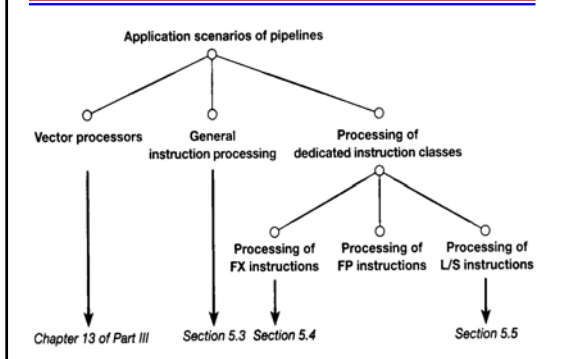 Application scenarios of pipelines
Vector processors
General
instruction processing
Processing of
dedicated instruction classes
Processing of
FX instructions
Processing of
FP instructions
Processing of
L/S instructions
Chapter 13 of Part III
Section 5.3
Section 5.4
Section 5.5